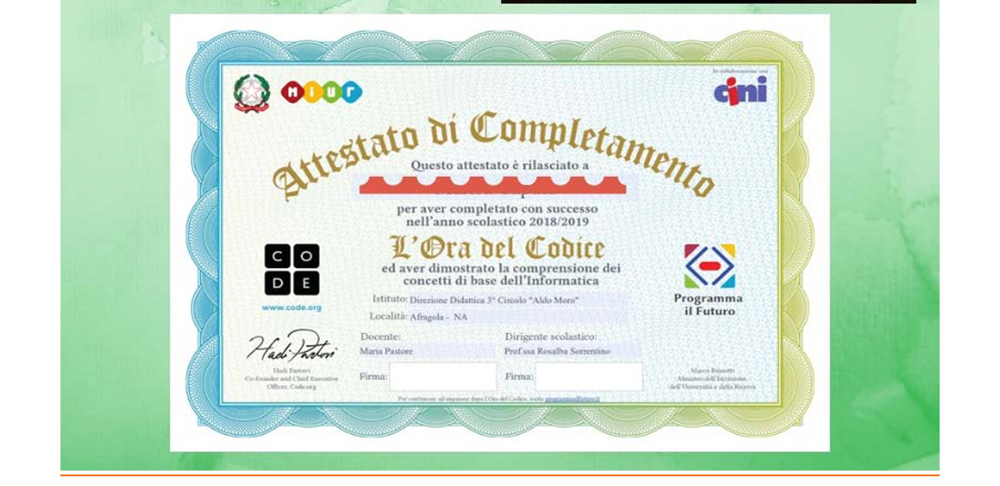 In collaborazione con
MiUr
cini
Attestato di Completamento
Questo attestato è rilasciato a
per aver completato con successo
nell'anno scolastico 2018/2019
L'Ora del Codice
ed aver dimostrato la comprensione dei
concetti di base dell'Informatica
CODE
www.code.org
Programma
il Futuro
Istituto: Direzione Didattica 3° Circolo "Aldo Moro"
Località: Afragola - NA
Docente:
Maria Pastore
Dirigente scolastico:
Prof.ssa Rosalba Sorrentino
Firma:
Firma:
Hadi Partovi
Hadi Partovi
Co-founder and Chief Executive
Officer, Code.org
Marco Bussetti
Ministro dell'Istruzione,
dell'Università e della Ricerca
Per continuare ad imparare dopo l'Ora del Codice, visita programmailfuturo.it